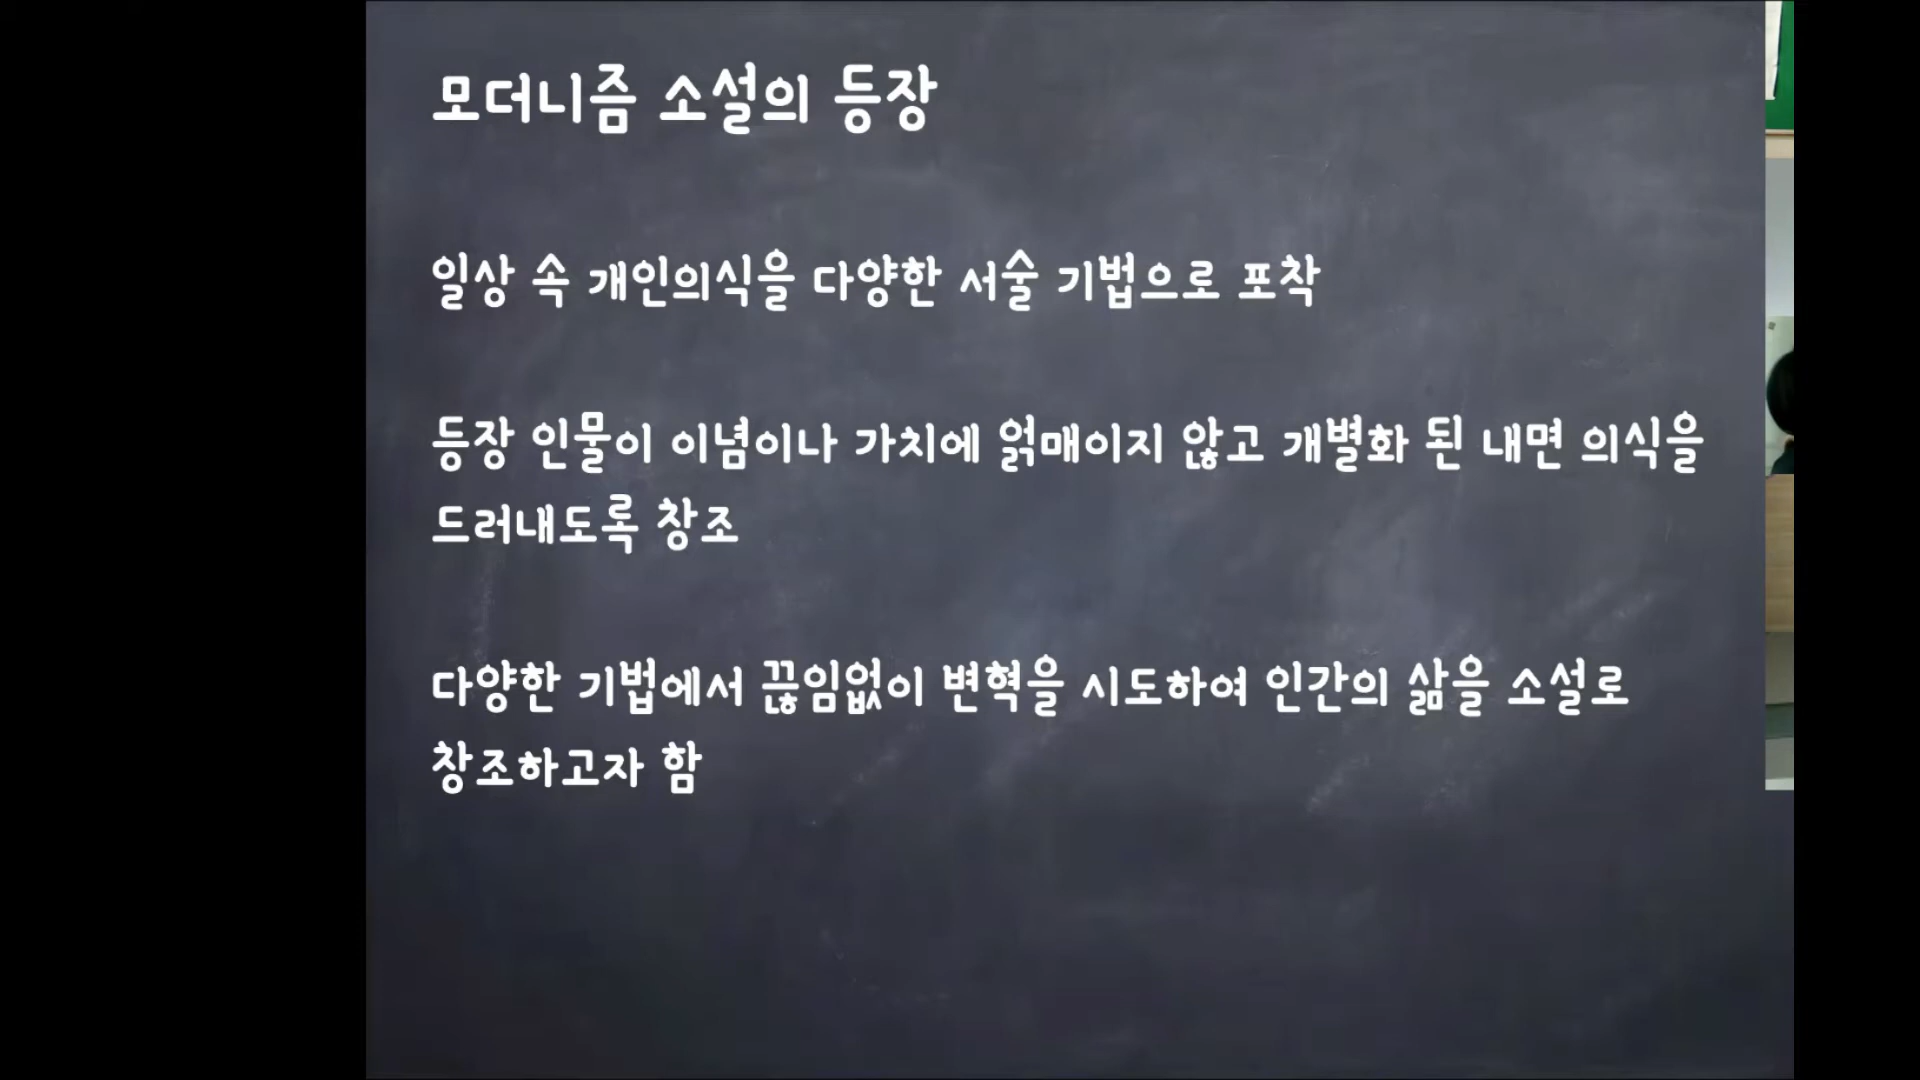 모더니즘 소설의 등장
일상 속 개인의식을 다양한 서술 기법으로 포착
등장 인물이 이념이나 가치에 얽매이지 않고 개별화 된 내면 의식을
드러내도록 창조
다양한 기법에서 끊임없이 변혁을 시도하여 인간의 삶을 소설로
창조하고자 함